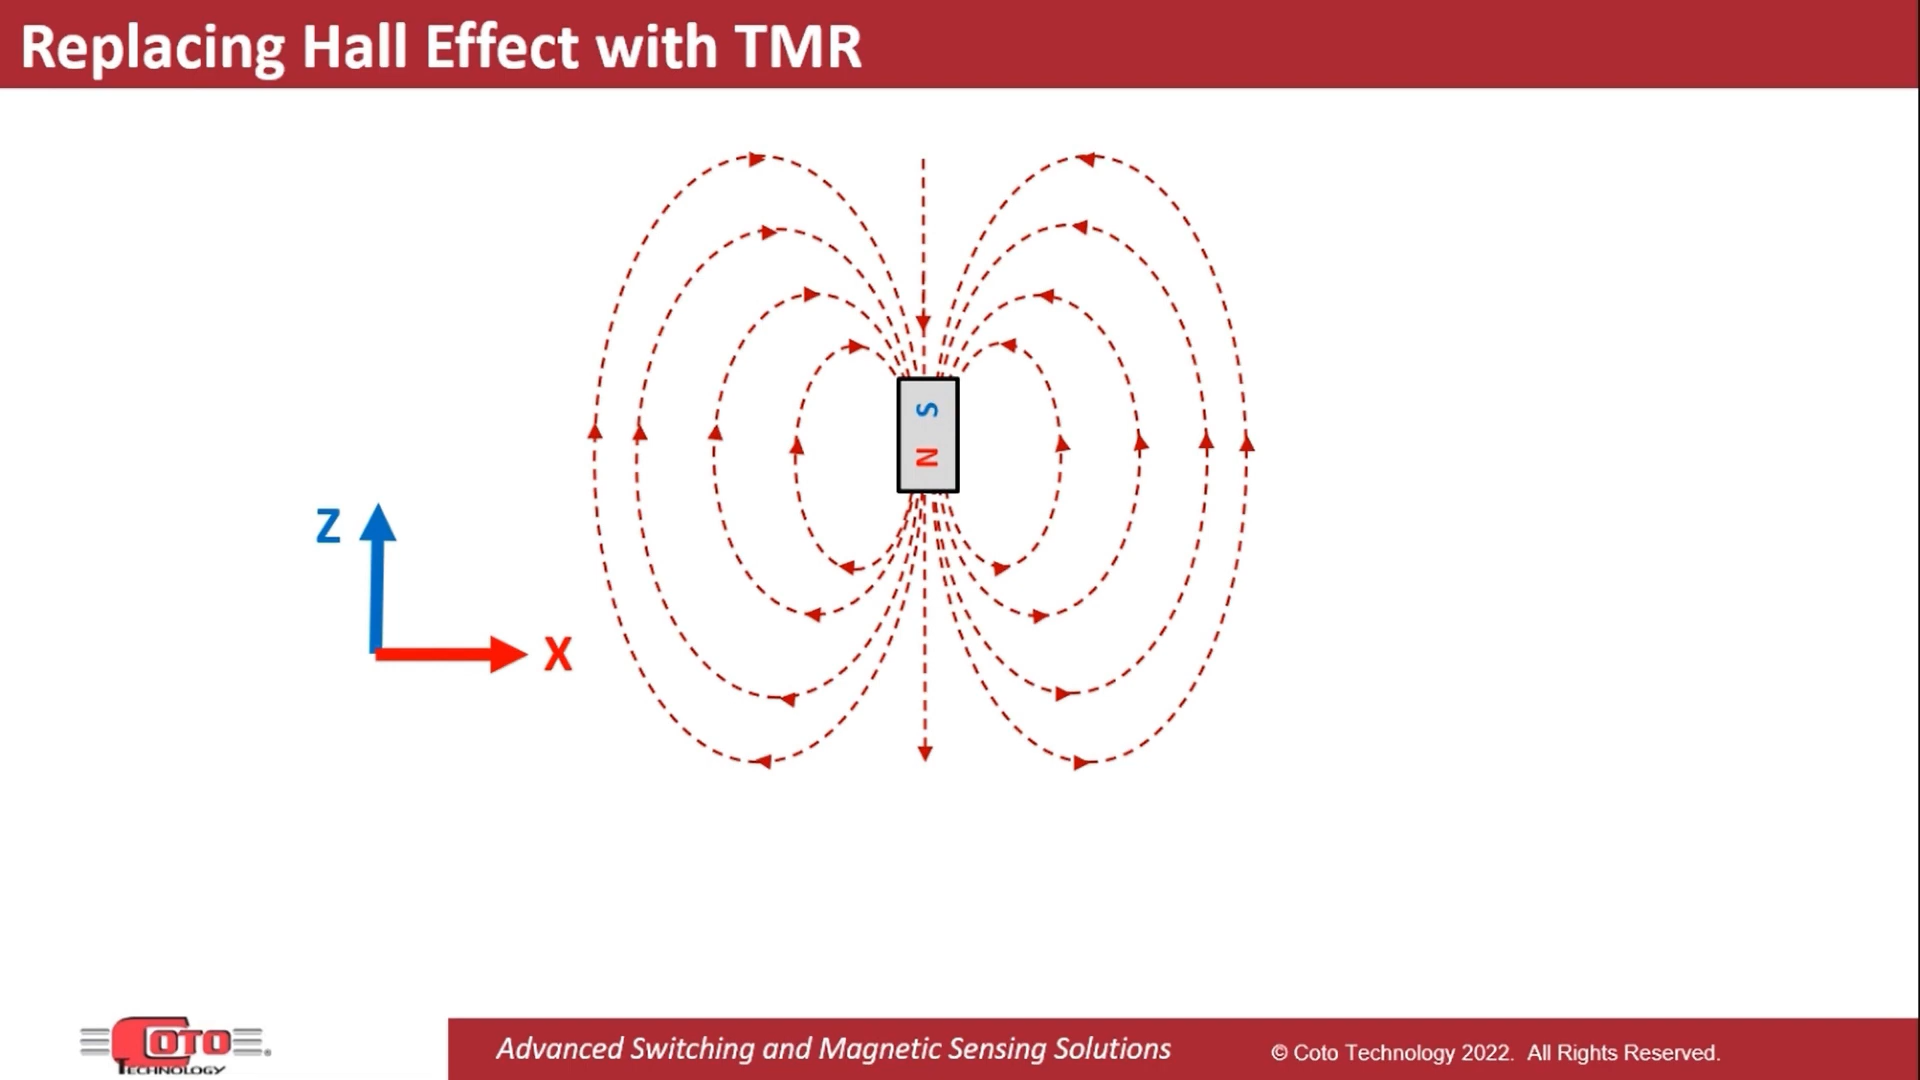 Replacing Hall Effect with TMR
S
N
Z
X
COTO
TECHNOLOGY
Advanced Switching and Magnetic Sensing Solutions
© Coto Technology 2022. All Rights Reserved.